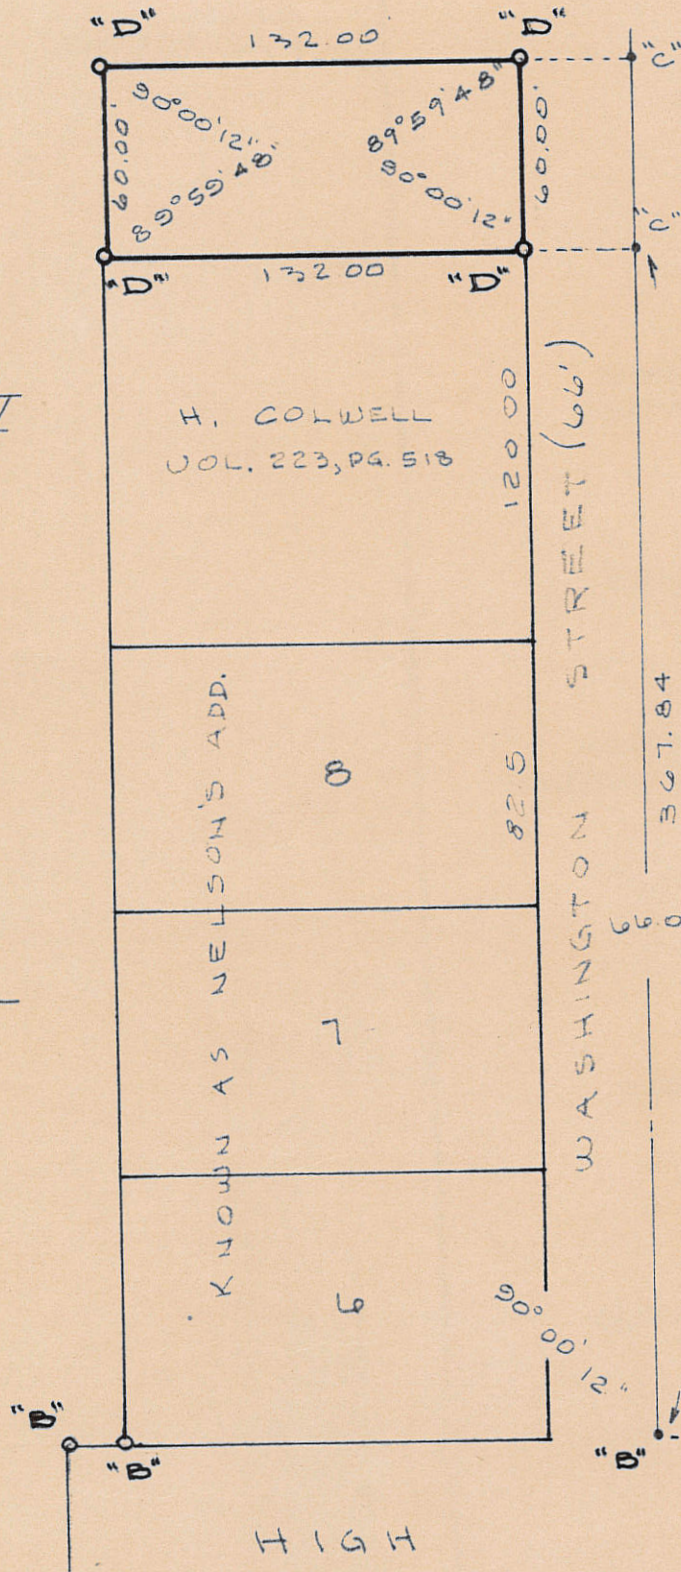 "D"
132.00'
"D"
"C"
90°00'12"
89°59'48"
60.00'
60.00'
89°59'48"
90°00'12"
"C"
"D"
132.00
"D"
H. COLWELL
VOL. 223, PG. 518
120.00
WASHINGTON STREET (66')
367.84
660
KNOWN AS NELSON'S ADD.
8
82.5
7
6
90°00'12"
"B"
"B"
"B"
HIGH